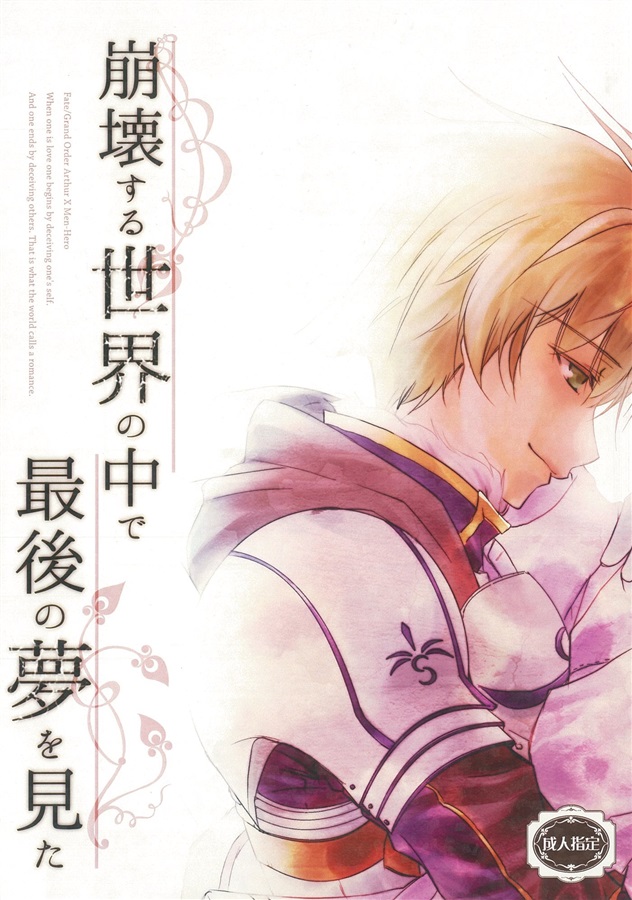 崩壊する世界の中で
最後の夢を見た
Fate/Grand Order Arthur X Men-Hero
When one is love one begins by deceiving one's self.
And one ends by deceiving others. That is what the world calls a romance.
成人指定